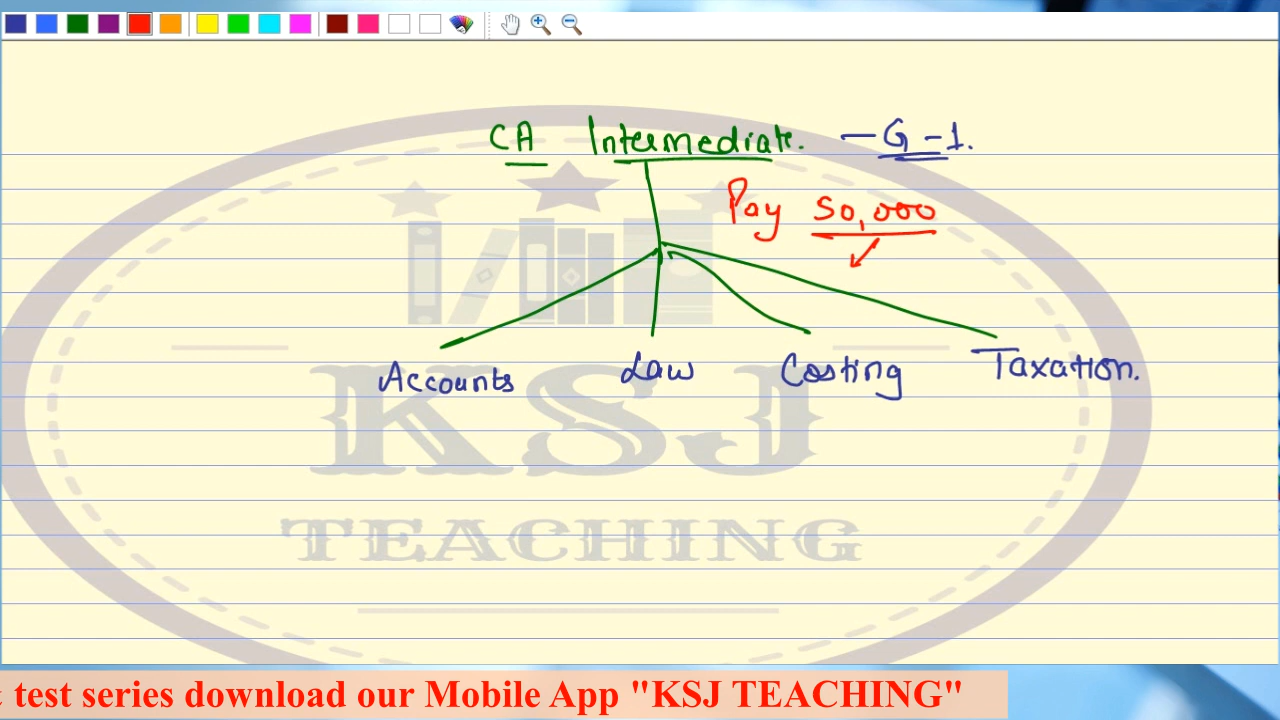 CA Intermediate. - G-1.
Pay 50,000
Accounts Law Costing Taxation.
KSJ
TEACHING
test series download our Mobile App "KSJ TEACHING"